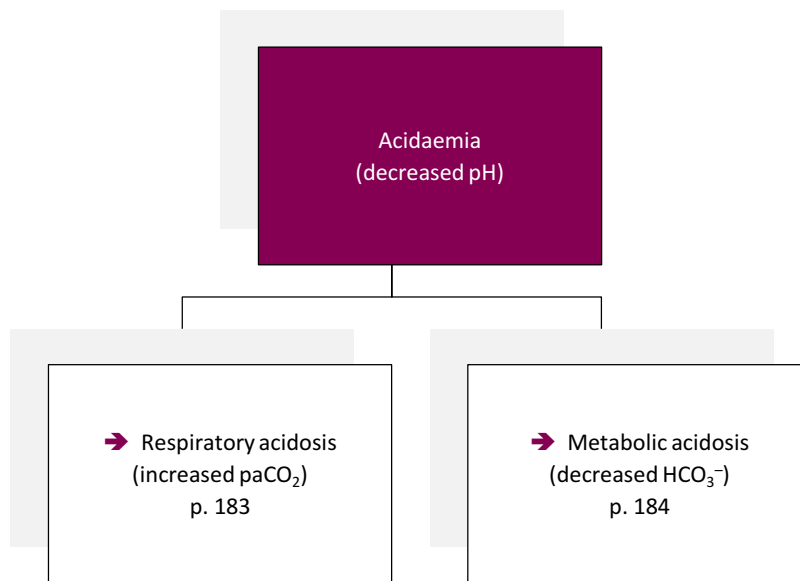 Acidaemia
(decreased pH)
➔ Respiratory acidosis
(increased paCO₂)
p. 183
➔ Metabolic acidosis
(decreased HCO₃⁻)
p. 184